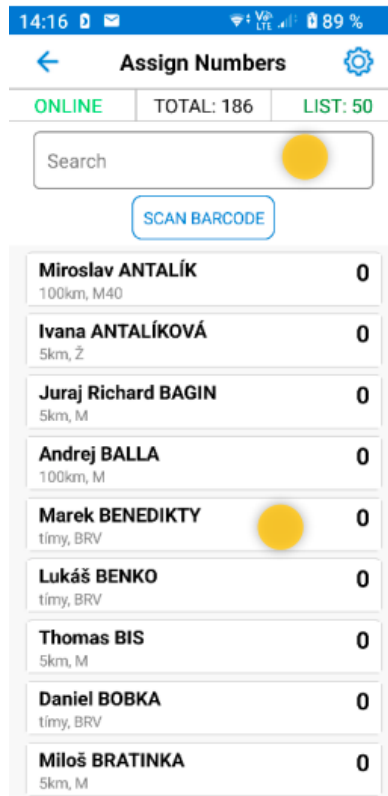 14:16 89 %
VoLTE
Assign Numbers
ONLINE TOTAL: 186 LIST: 50
Search
SCAN BARCODE
Miroslav ANTALÍK 0
100km, M40
Ivana ANTALÍKOVÁ 0
5km, Ž
Juraj Richard BAGIN 0
5km, M
Andrej BALLA 0
100km, M
Marek BENEDIKTY 0
tímy, BRV
Lukáš BENKO 0
tímy, BRV
Thomas BIS 0
5km, M
Daniel BOBKA 0
tímy, BRV
Miloš BRATINKA 0
5km, M